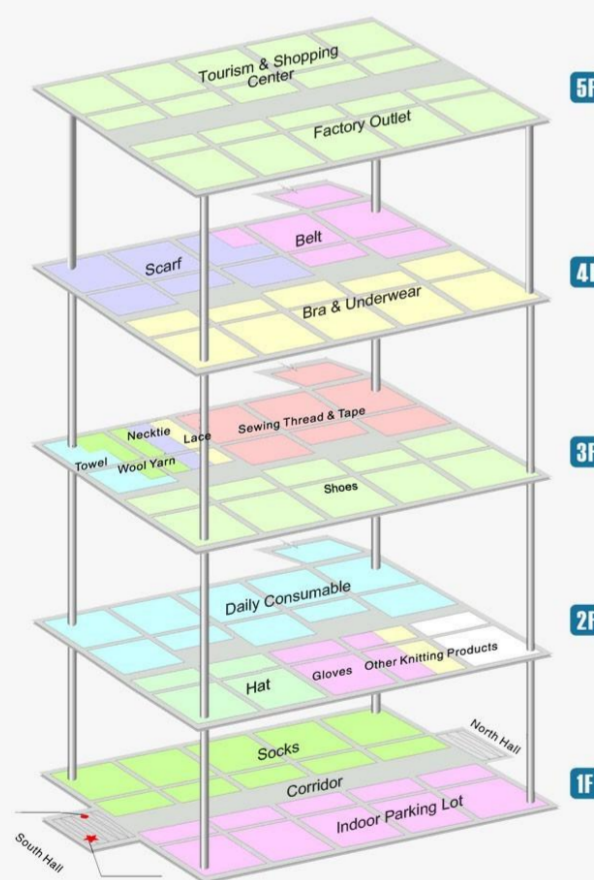 Tourism & Shopping
Center
Factory Outlet
5F
Belt
Scarf
Bra & Underwear
4F
Necktie
Lace
Sewing Thread & Tape
Towel
Wool Yarn
Shoes
3F
Daily Consumable
Gloves
Other Knitting Products
Hat
2F
North Hall
Socks
Corridor
Indoor Parking Lot
1F
South Hall